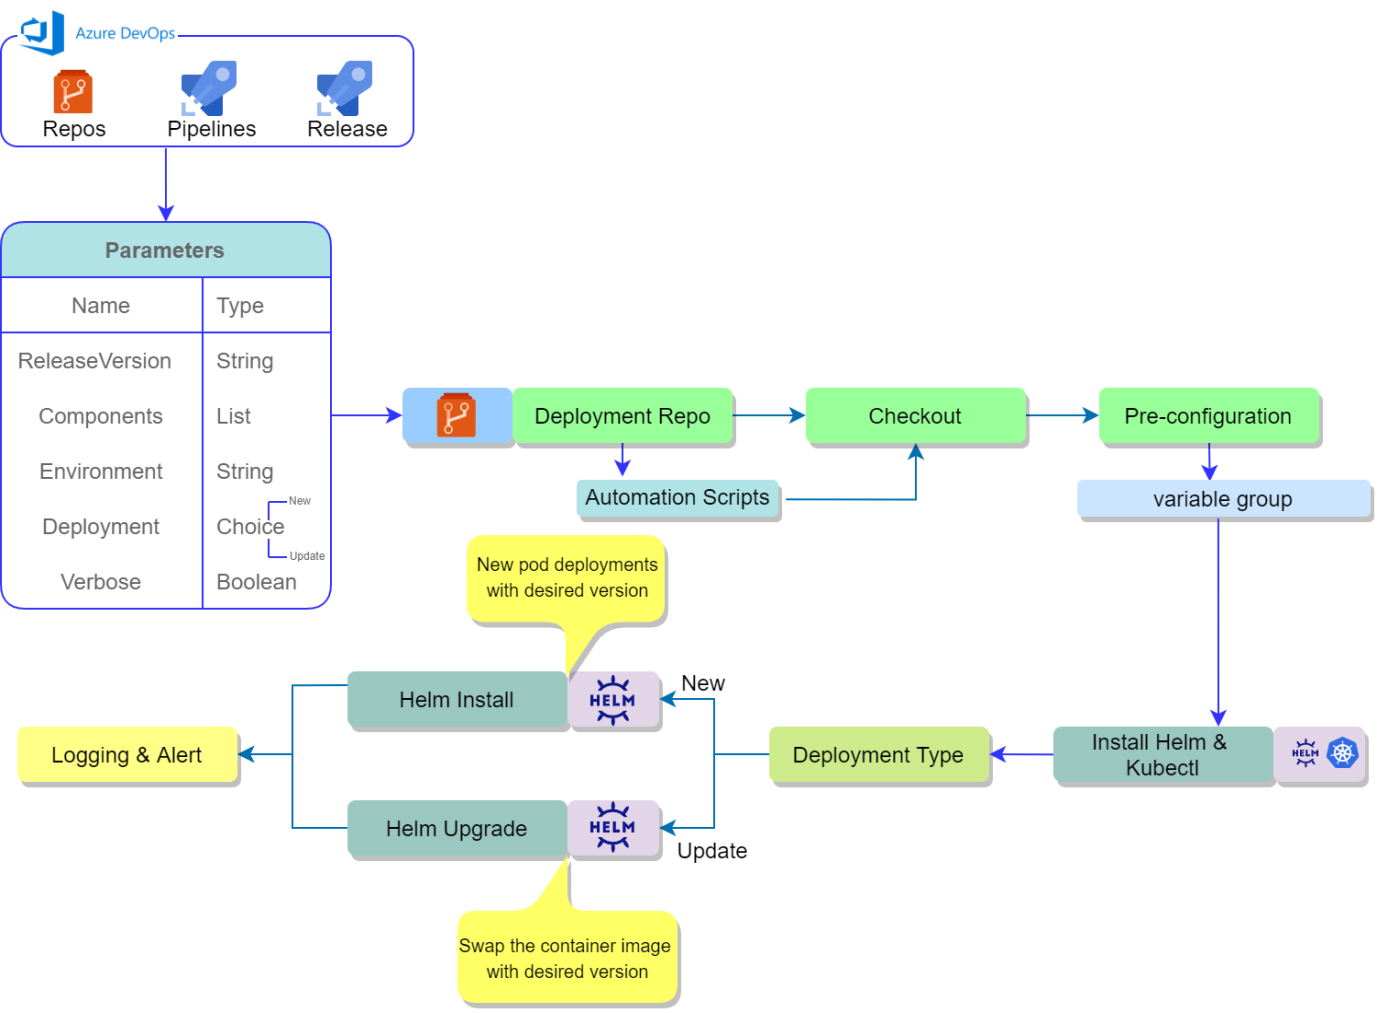 Azure DevOps
Repos
Pipelines
Release
Parameters
Name
Type
ReleaseVersion
String
Components
List
Environment
String
New
Deployment
Choice
Update
Verbose
Boolean
Deployment Repo
Checkout
Pre-configuration
Automation Scripts
variable group
New pod deployments
with desired version
Helm Install
HELM
New
Logging & Alert
Deployment Type
Install Helm &
Kubectl
HELM
Helm Upgrade
HELM
Update
Swap the container image
with desired version